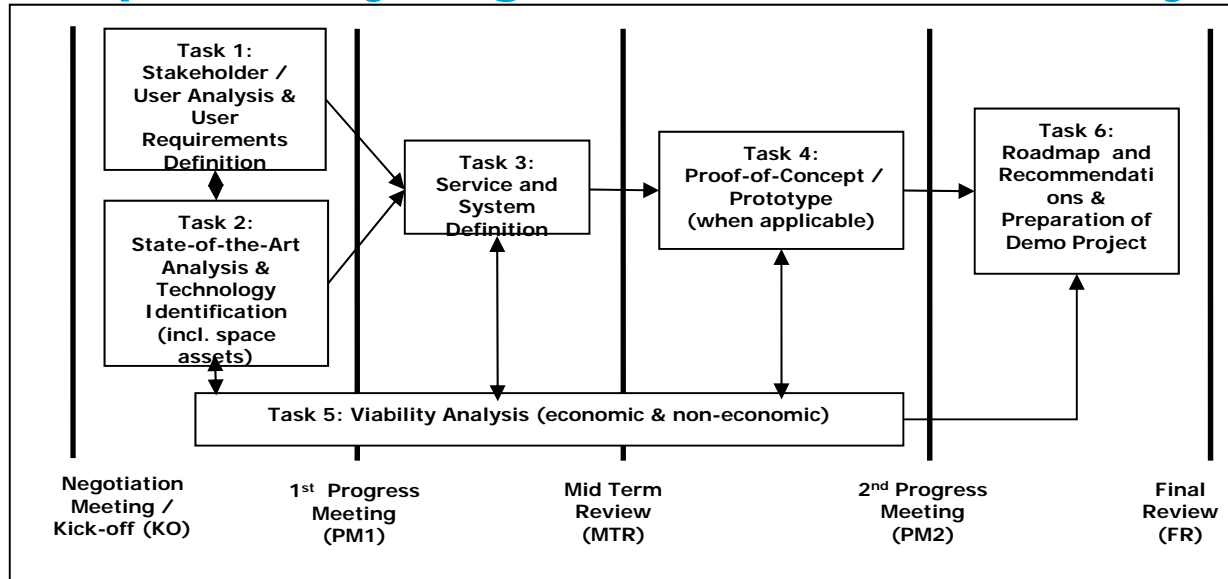 Task 1:
Stakeholder /
User Analysis &
User
Requirements
Definition
Task 2:
State-of-the-Art
Analysis &
Technology
Identification
(incl. space
assets)
Task 3:
Service and
System
Definition
Task 4:
Proof-of-Concept /
Prototype
(when applicable)
Task 6:
Roadmap and
Recommendati
ons &
Preparation of
Demo Project
Task 5: Viability Analysis (economic & non-economic)
Negotiation
Meeting /
Kick-off (KO)
1st Progress
Meeting
(PM1)
Mid Term
Review
(MTR)
2nd Progress
Meeting
(PM2)
Final
Review
(FR)